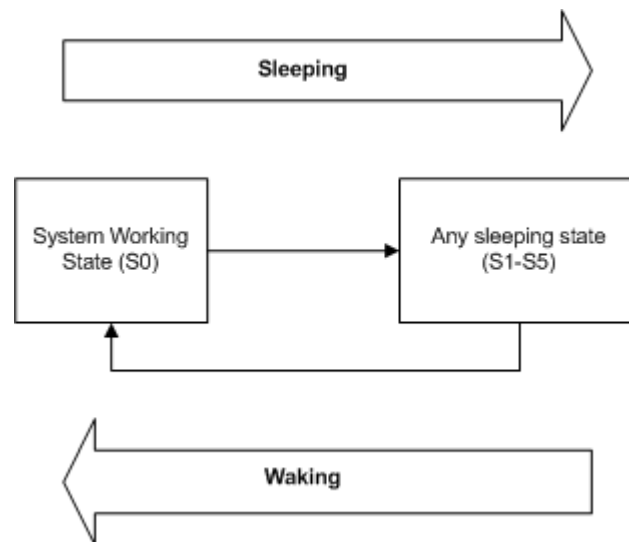 Sleeping
System Working
State (S0)
Any sleeping state
(S1-S5)
Waking